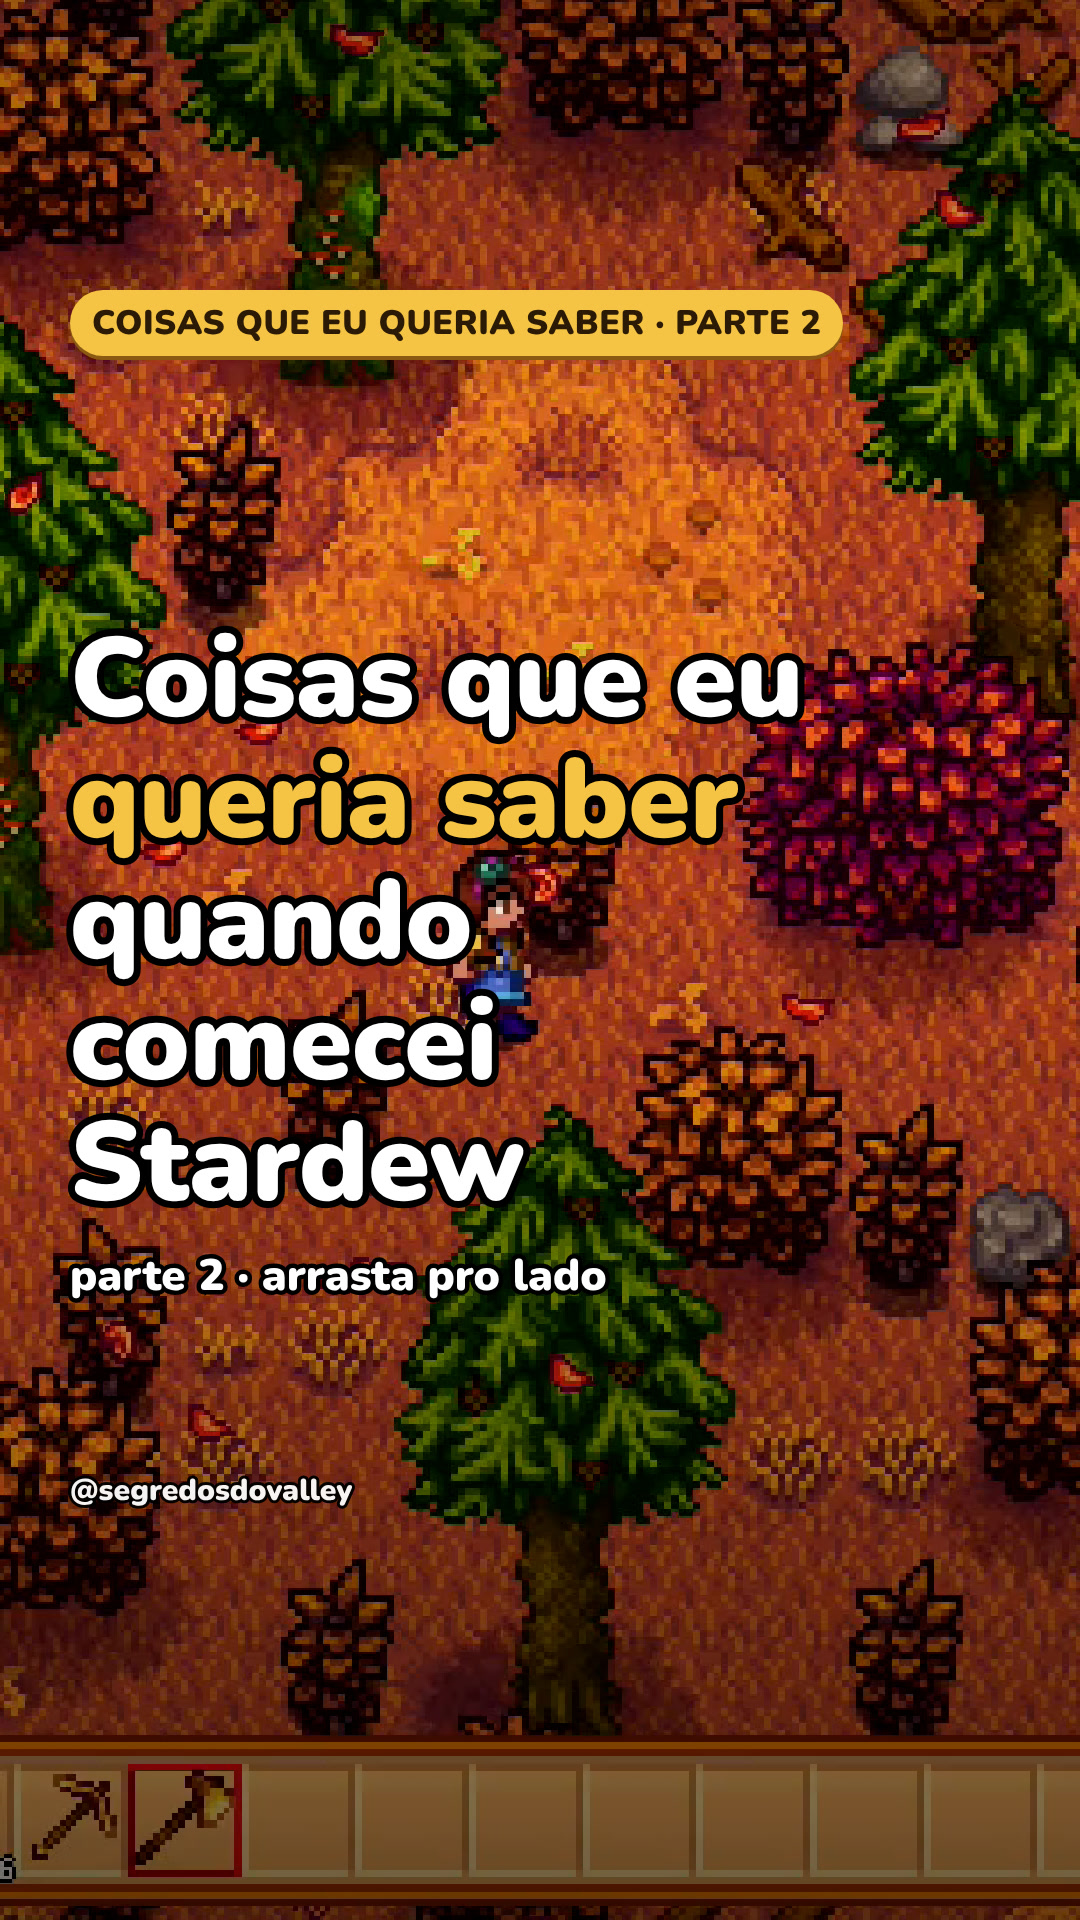 COISAS QUE EU QUERIA SABER · PARTE 2
Coisas que eu
queria saber
quando
comecei
Stardew
parte 2 · arrasta pro lado
@segredosdovalley
6